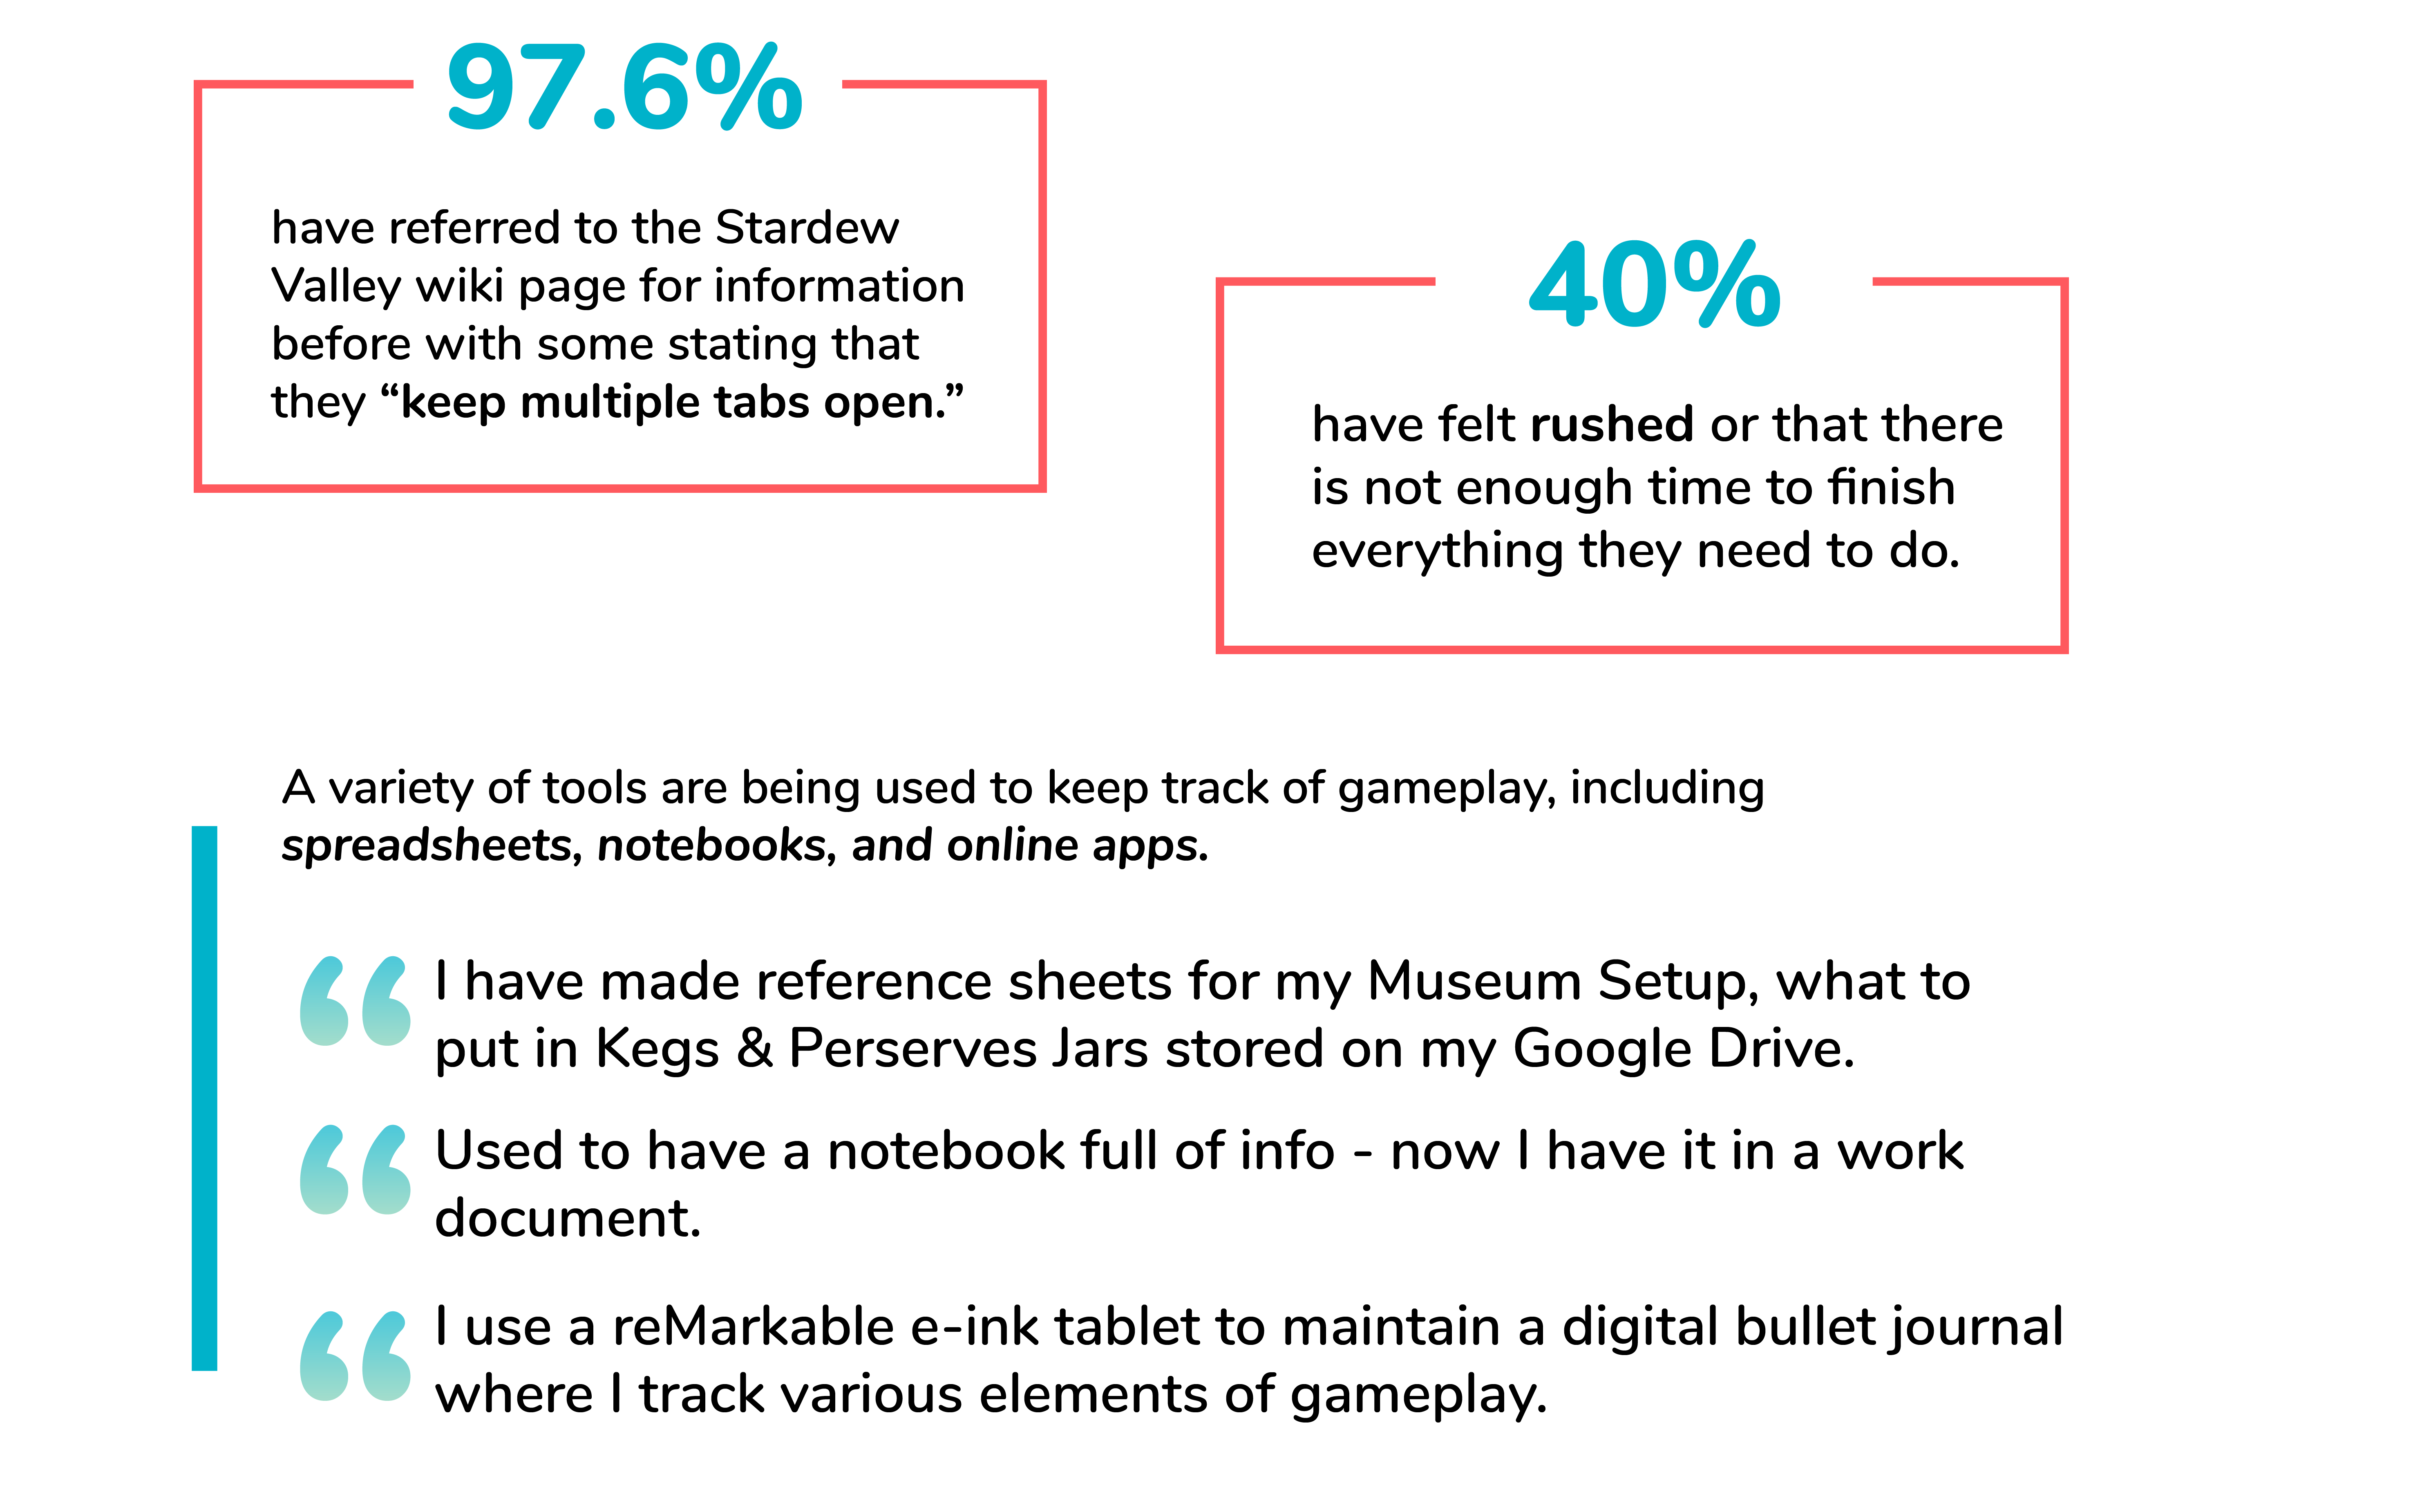 97.6%
have referred to the Stardew
Valley wiki page for information
before with some stating that
they “keep multiple tabs open.”
40%
have felt rushed or that there
is not enough time to finish
everything they need to do.
A variety of tools are being used to keep track of gameplay, including
spreadsheets, notebooks, and online apps.
“I have made reference sheets for my Museum Setup, what to
put in Kegs & Perserves Jars stored on my Google Drive.
“Used to have a notebook full of info - now I have it in a work
document.
“I use a reMarkable e-ink tablet to maintain a digital bullet journal
where I track various elements of gameplay.